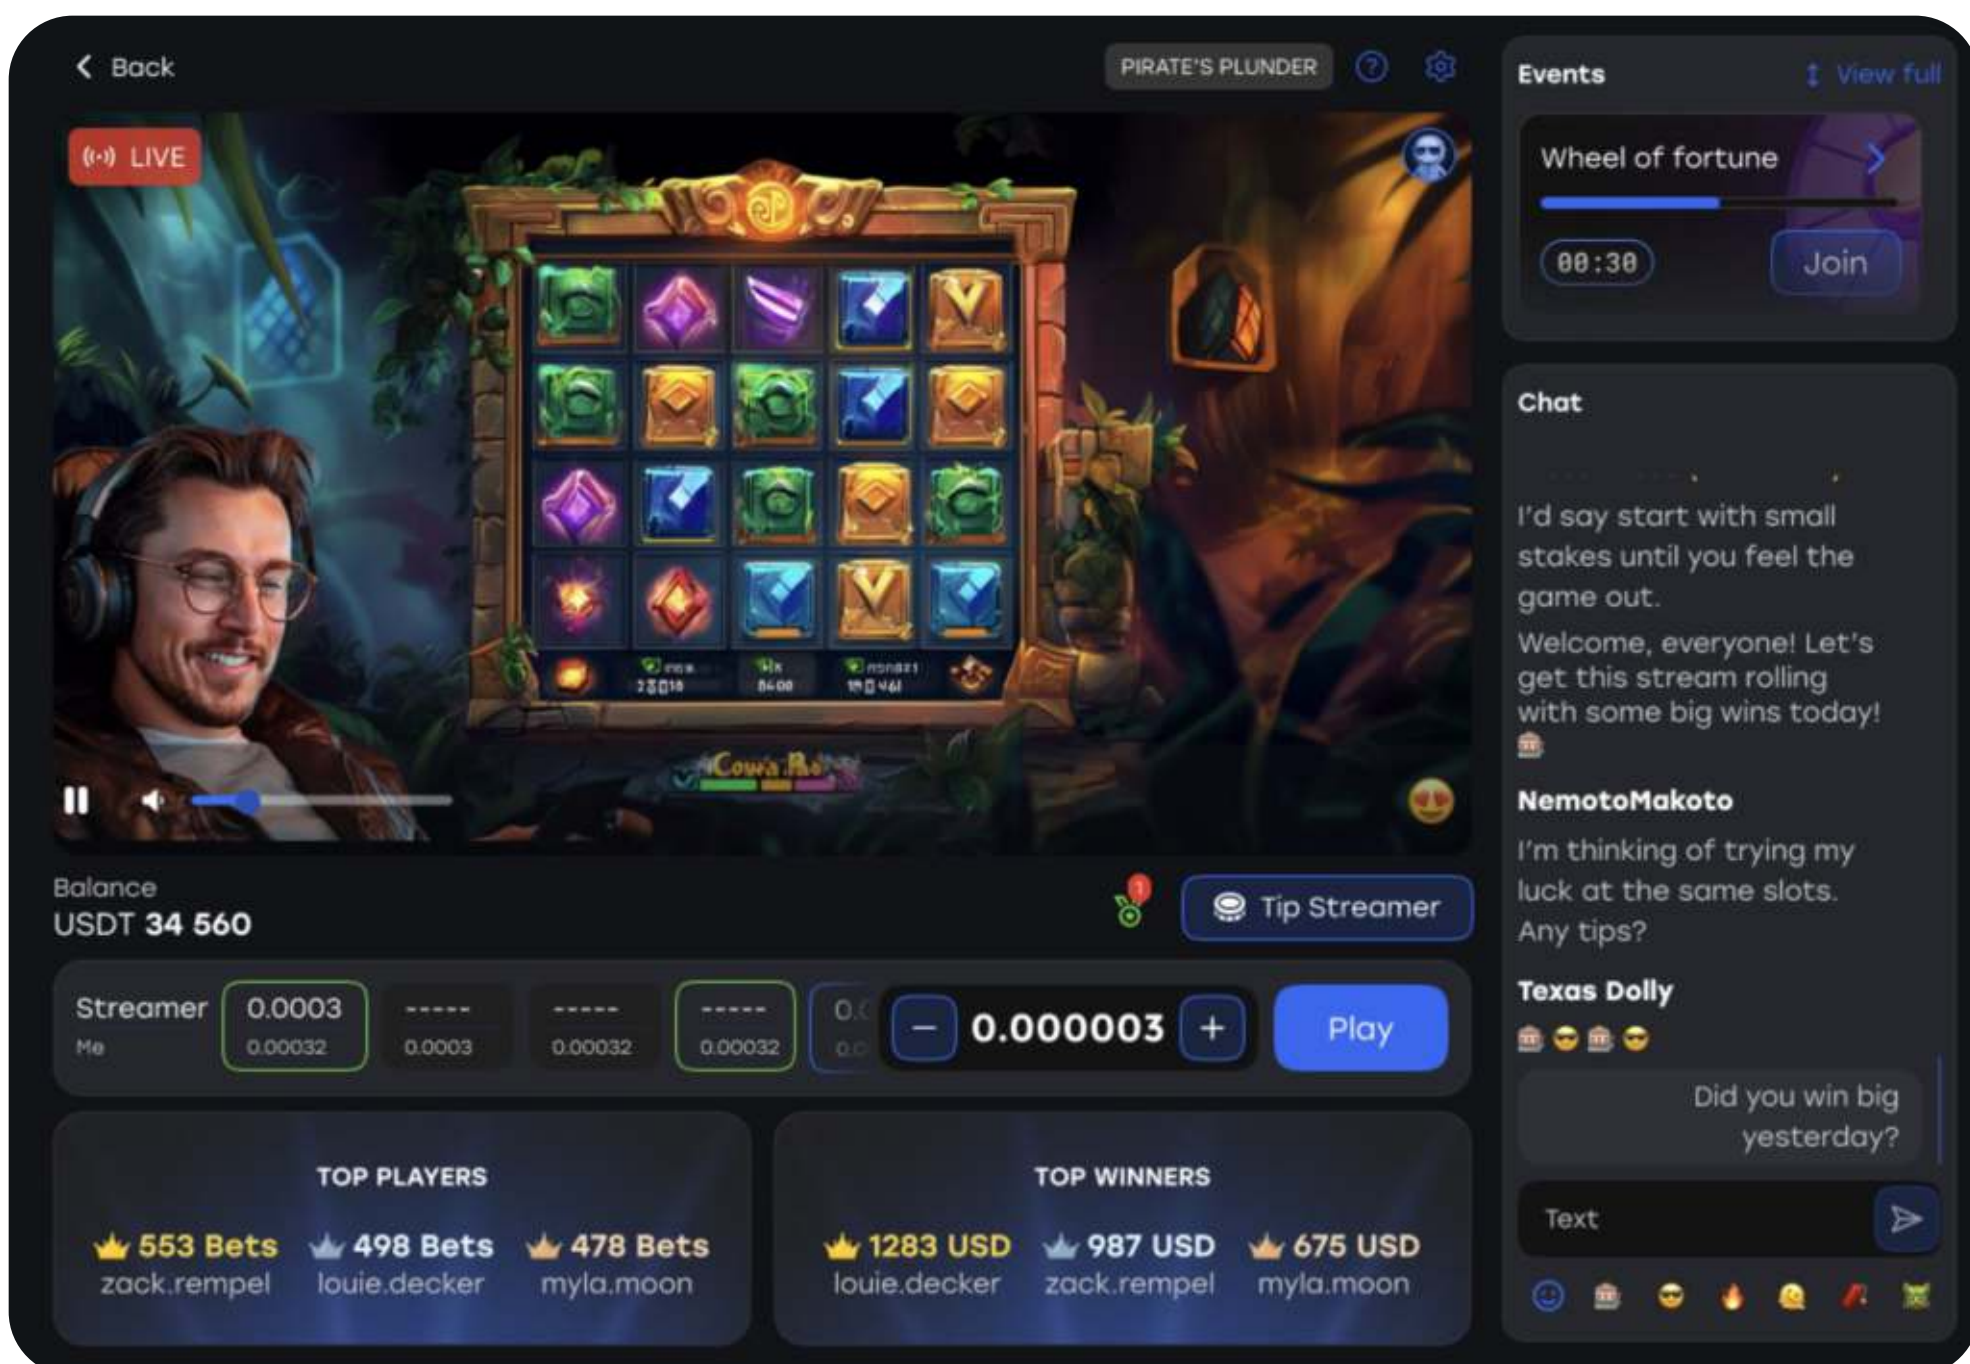 Back
PIRATE'S PLUNDER
?
LIVE
Balance
USDT 34 560
1
Tip Streamer
Streamer
Me
0.0003
0.00032
-----
0.0003
-----
0.00032
-----
0.00032
− 0.000003 +
Play
TOP PLAYERS
553 Bets
zack.rempel
498 Bets
louie.decker
478 Bets
myla.moon
TOP WINNERS
1283 USD
louie.decker
987 USD
zack.rempel
675 USD
myla.moon
Events
View full
Wheel of fortune
00:30
Join
Chat
I'd say start with small
stakes until you feel the
game out.
Welcome, everyone! Let's
get this stream rolling
with some big wins today!
🎰
NemotoMakoto
I'm thinking of trying my
luck at the same slots.
Any tips?
Texas Dolly
🎰😎🎰😎
Did you win big
yesterday?
Text